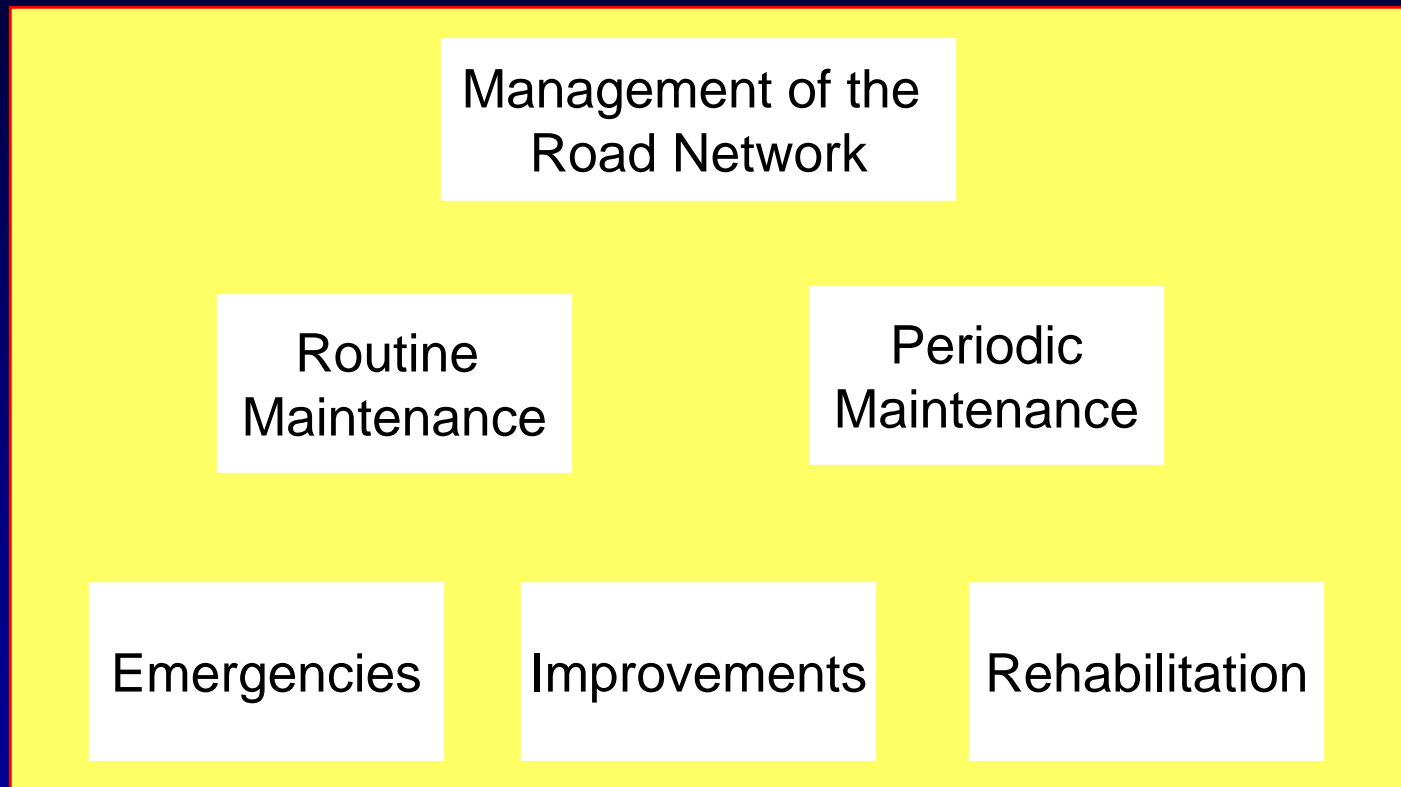 Management of the
Road Network
Routine
Maintenance
Periodic
Maintenance
Emergencies
Improvements
Rehabilitation